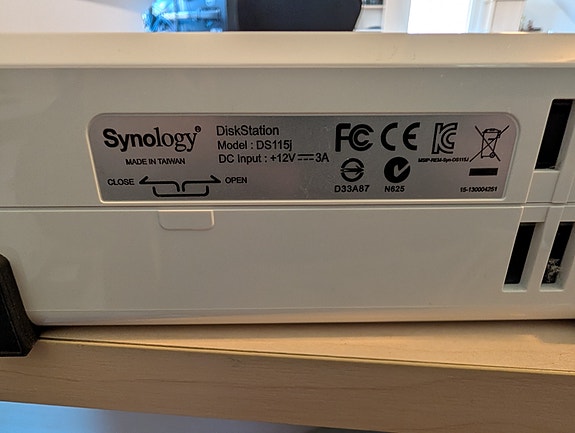 Synology®
MADE IN TAIWAN
CLOSE OPEN
DiskStation
Model : DS115j
DC Input : +12V 3A
FC CE
D33A87 N625
MSIP-REM-Syn-DS115J
15-130004251